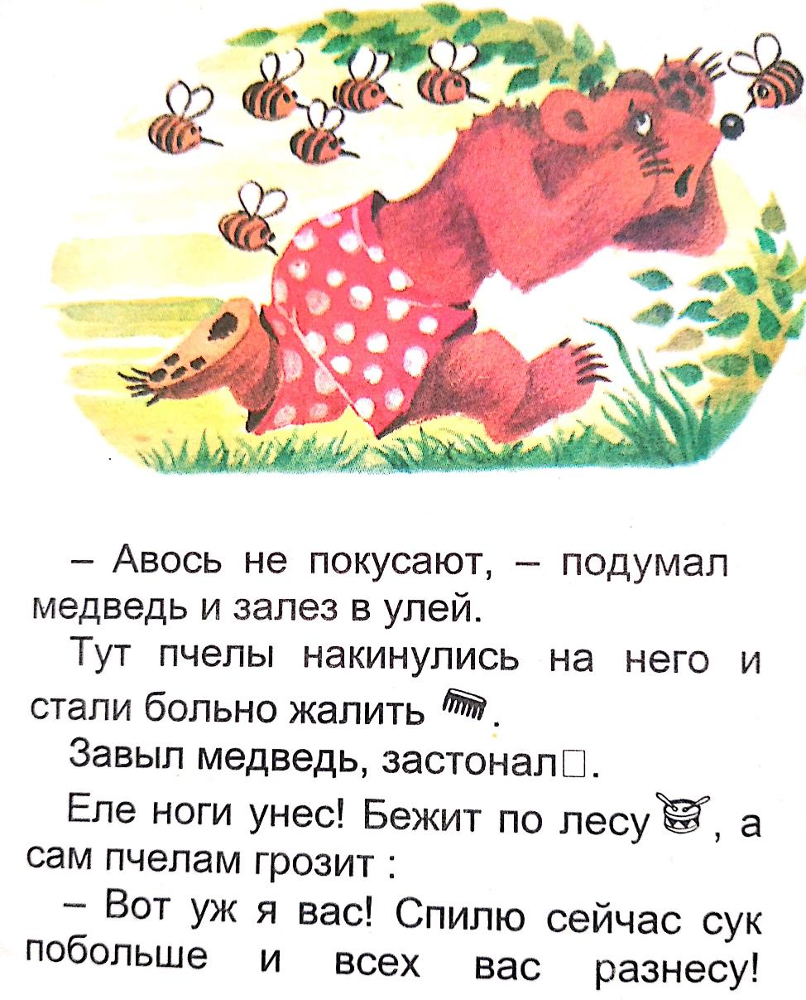 – Авось не покусают, – подумал
медведь и залез в улей.
Тут пчелы накинулись на него и
стали больно жалить .
Завыл медведь, застонал□.
Еле ноги унес! Бежит по лесу , а
сам пчелам грозит :
– Вот уж я вас! Спилю сейчас сук
побольше и всех вас разнесу!